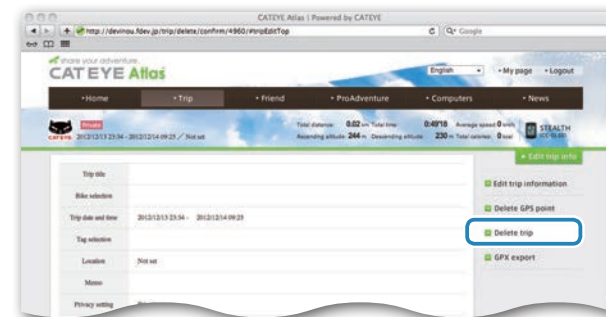 CATEYE Atlas | Powered by CATEYE
http://devinou.fdev.jp/trip/delete/confirm/4960/#tripEditTop
Google
share your adventure.
CATEYE Atlas
English
My page
Logout
Home
Trip
Friend
ProAdventure
Computers
News
Private
CATEYE
2012/12/13 23:34 - 2012/12/14 09:25 / Not set
Total distance: 0.02 km Total time: 0:49'18 Average speed 0 km/h
Ascending altitude 244 m Descending altitude 230 m Total calories: 0 kcal
STEALTH
Edit trip info
Trip title
Bike selection
Trip date and time
2012/12/13 23:34 - 2012/12/14 09:25
Tag selection
Location
Not set
Memo
Privacy setting
Edit trip information
Delete GPS point
Delete trip
GPX export